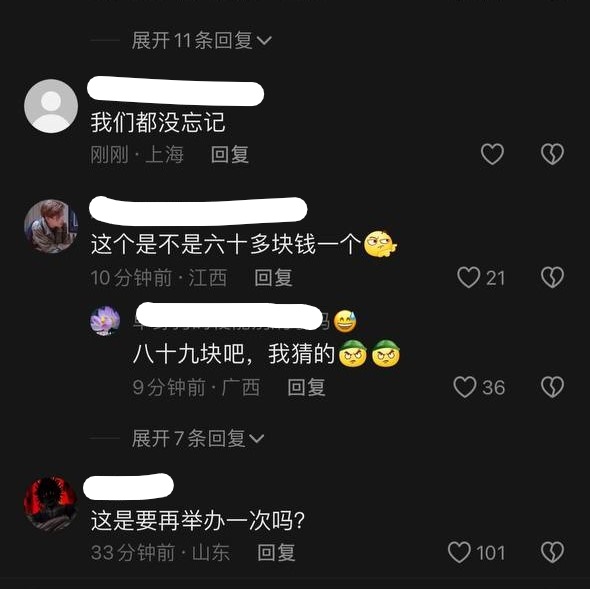 展开11条回复
我们都没忘记
刚刚·上海 回复
这个是不是六十多块钱一个
10分钟前·江西 回复 21
八十九块吧，我猜的
9分钟前·广西 回复 36
展开7条回复
这是要再举办一次吗？
33分钟前·山东 回复 101